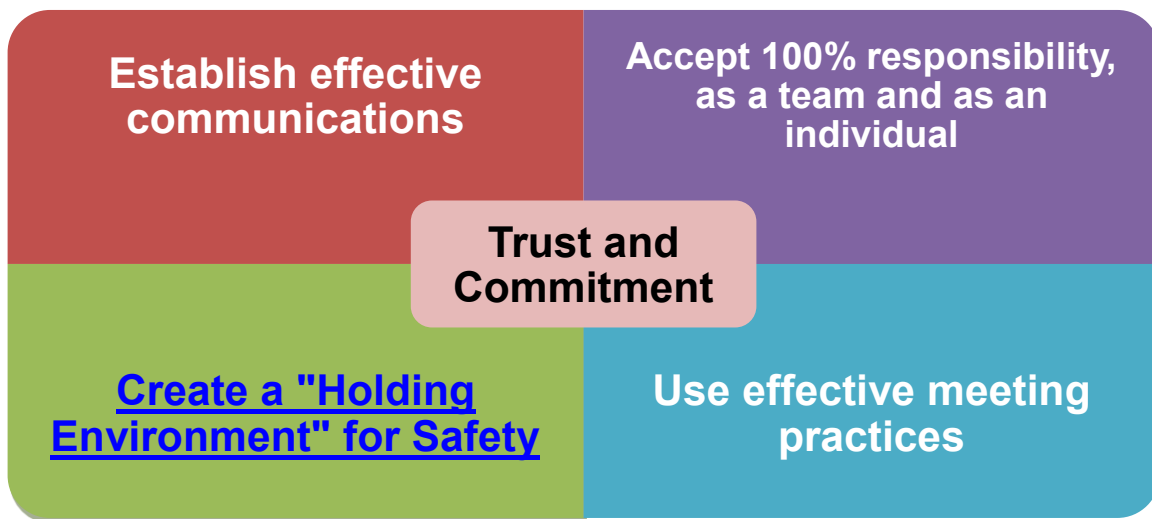 Establish effective
communications
Accept 100% responsibility,
as a team and as an
individual
Trust and
Commitment
Create a "Holding
Environment" for Safety
Use effective meeting
practices